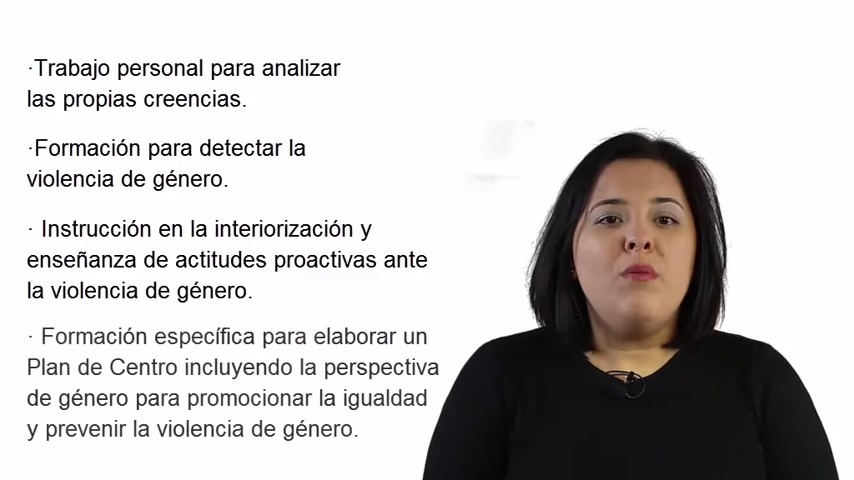 ·Trabajo personal para analizar
las propias creencias.
·Formación para detectar la
violencia de género.
· Instrucción en la interiorización y
enseñanza de actitudes proactivas ante
la violencia de género.
· Formación específica para elaborar un
Plan de Centro incluyendo la perspectiva
de género para promocionar la igualdad
y prevenir la violencia de género.